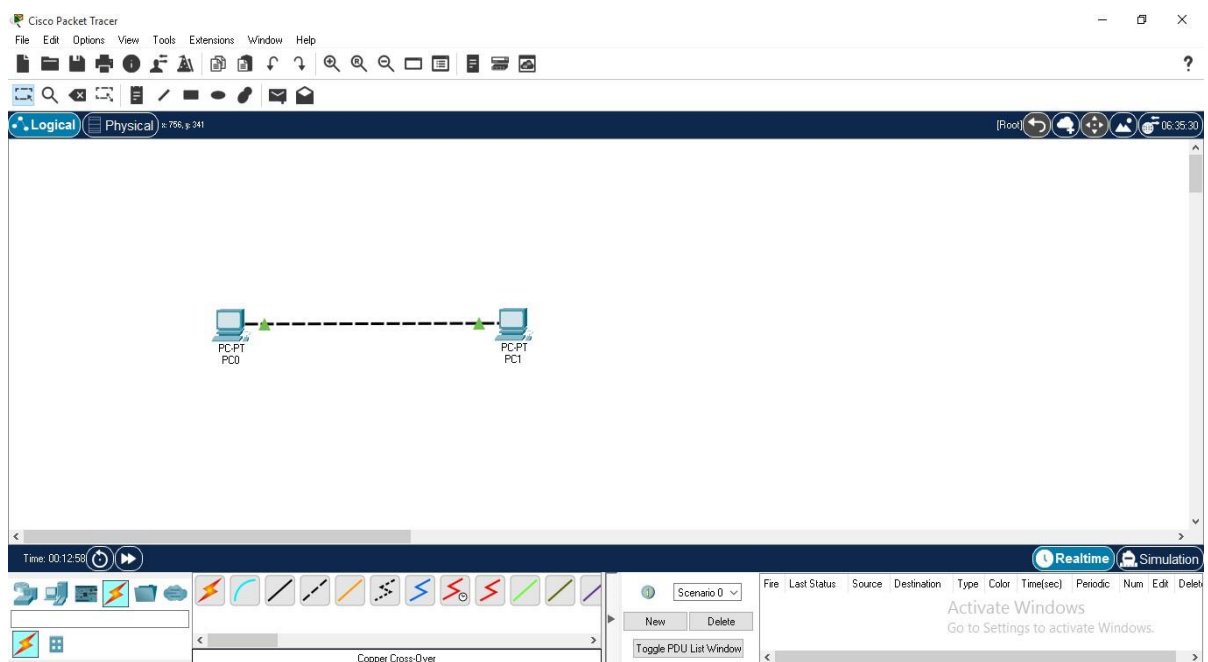 Cisco Packet Tracer
File Edit Options View Tools Extensions Window Help
?
Logical Physical x: 756, y: 341 [Root] 06:35:30
PC-PT
PC0
PC-PT
PC1
Time: 00:12:58 Realtime Simulation
Scenario 0
Fire Last Status Source Destination Type Color Time(sec) Periodic Num Edit Delet
New Delete
Toggle PDU List Window
Activate Windows
Go to Settings to activate Windows.
Copper Cross-Over